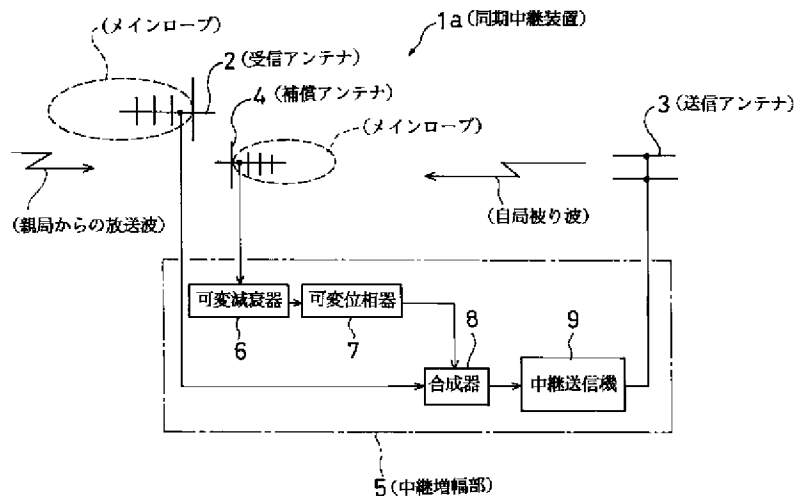 (メインローブ)
1a(同期中継装置)
2(受信アンテナ)
4(補償アンテナ)
3(送信アンテナ)
(メインローブ)
(親局からの放送波)
(自局被り波)
可変減衰器
可変位相器
6
7
8
9
合成器
中継送信機
5(中継増幅部)